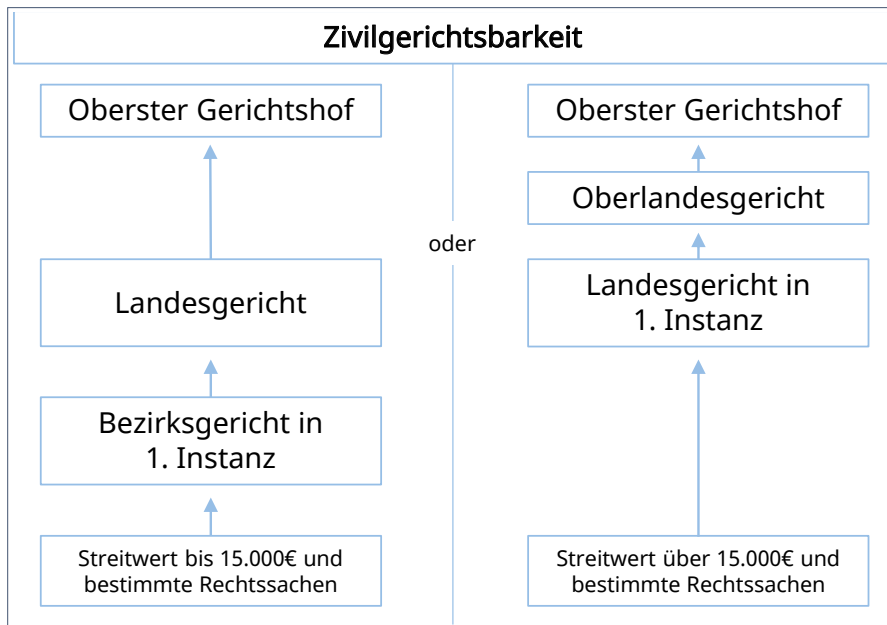 Zivilgerichtsbarkeit
Oberster Gerichtshof
Landesgericht
Bezirksgericht in
1. Instanz
Streitwert bis 15.000€ und
bestimmte Rechtssachen
oder
Oberster Gerichtshof
Oberlandesgericht
Landesgericht in
1. Instanz
Streitwert über 15.000€ und
bestimmte Rechtssachen